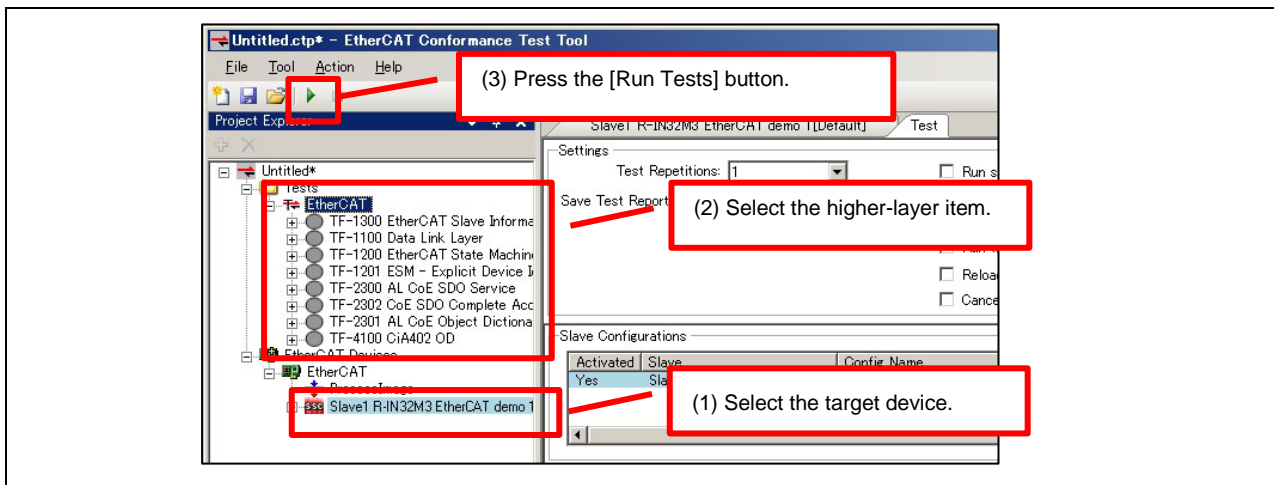 Untitled.ctp* - EtherCAT Conformance Test Tool
File Tool Action Help
(3) Press the [Run Tests] button.
Project
Slave1 R-IN32M3 EtherCAT demo 1[Default] Test
Settings
Untitled*
Test Repetitions: 1
Run s
Tests
Save Test Report
(2) Select the higher-layer item.
EtherCAT
TF-1300 EtherCAT Slave Informa
TF-1100 Data Link Layer
TF-1200 EtherCAT State Machin
TF-1201 ESM - Explicit Device I
Reloa
TF-2300 AL CoE SDO Service
TF-2302 CoE SDO Complete Acc
Cance
TF-2301 AL CoE Object Dictiona
TF-4100 CiA402 OD
Slave Configurations
EtherCAT Devices
Activated Slave Config Name
EtherCAT
Yes Sla
ProcessImage
(1) Select the target device.
Slave1 R-IN32M3 EtherCAT demo 1